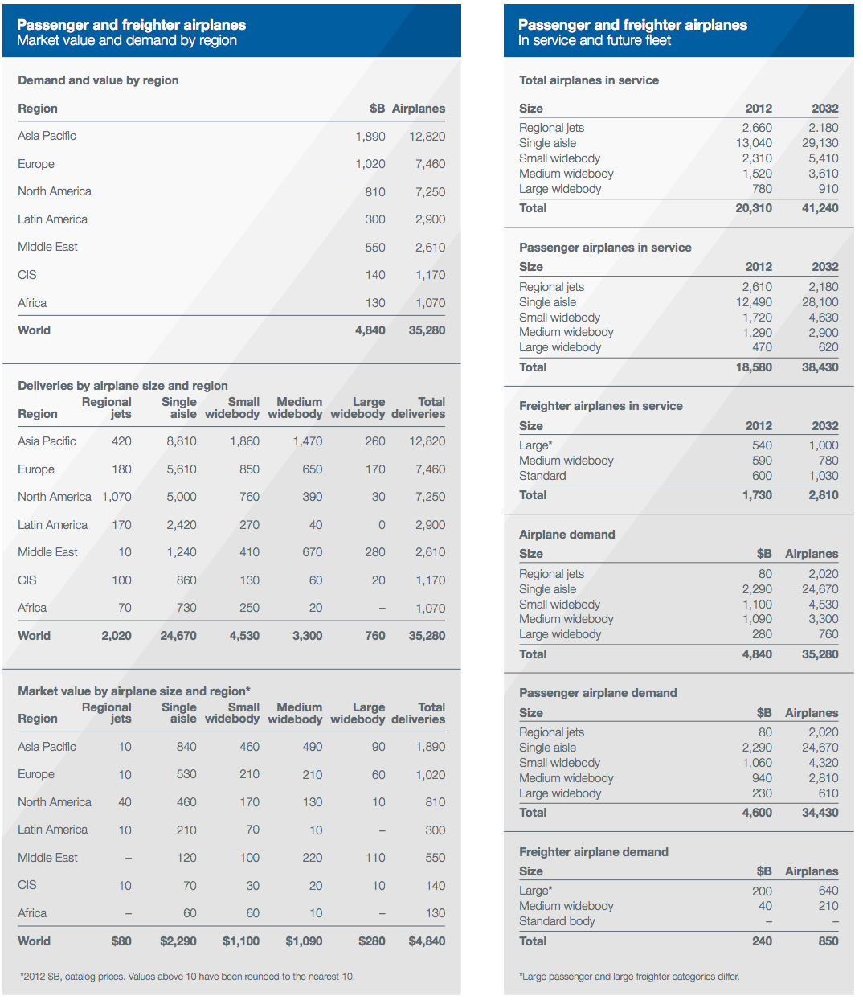 Passenger and freighter airplanes
Market value and demand by region
Demand and value by region
Region $B Airplanes
Asia Pacific 1,890 12,820
Europe 1,020 7,460
North America 810 7,250
Latin America 300 2,900
Middle East 550 2,610
CIS 140 1,170
Africa 130 1,070
World 4,840 35,280
Deliveries by airplane size and region
Regional Single Small Medium Large Total
Region jets aisle widebody widebody widebody deliveries
Asia Pacific 420 8,810 1,860 1,470 260 12,820
Europe 180 5,610 850 650 170 7,460
North America 1,070 5,000 760 390 30 7,250
Latin America 170 2,420 270 40 0 2,900
Middle East 10 1,240 410 670 280 2,610
CIS 100 860 130 60 20 1,170
Africa 70 730 250 20 – 1,070
World 2,020 24,670 4,530 3,300 760 35,280
Market value by airplane size and region*
Regional Single Small Medium Large Total
Region jets aisle widebody widebody widebody deliveries
Asia Pacific 10 840 460 490 90 1,890
Europe 10 530 210 210 60 1,020
North America 40 460 170 130 10 810
Latin America 10 210 70 10 – 300
Middle East – 120 100 220 110 550
CIS 10 70 30 20 10 140
Africa – 60 60 10 – 130
World $80 $2,290 $1,100 $1,090 $280 $4,840
*2012 $B, catalog prices. Values above 10 have been rounded to the nearest 10.
Passenger and freighter airplanes
In service and future fleet
Total airplanes in service
Size 2012 2032
Regional jets 2,660 2.180
Single aisle 13,040 29,130
Small widebody 2,310 5,410
Medium widebody 1,520 3,610
Large widebody 780 910
Total 20,310 41,240
Passenger airplanes in service
Size 2012 2032
Regional jets 2,610 2,180
Single aisle 12,490 28,100
Small widebody 1,720 4,630
Medium widebody 1,290 2,900
Large widebody 470 620
Total 18,580 38,430
Freighter airplanes in service
Size 2012 2032
Large* 540 1,000
Medium widebody 590 780
Standard 600 1,030
Total 1,730 2,810
Airplane demand
Size $B Airplanes
Regional jets 80 2,020
Single aisle 2,290 24,670
Small widebody 1,100 4,530
Medium widebody 1,090 3,300
Large widebody 280 760
Total 4,840 35,280
Passenger airplane demand
Size $B Airplanes
Regional jets 80 2,020
Single aisle 2,290 24,670
Small widebody 1,060 4,320
Medium widebody 940 2,810
Large widebody 230 610
Total 4,600 34,430
Freighter airplane demand
Size $B Airplanes
Large* 200 640
Medium widebody 40 210
Standard body – –
Total 240 850
*Large passenger and large freighter categories differ.